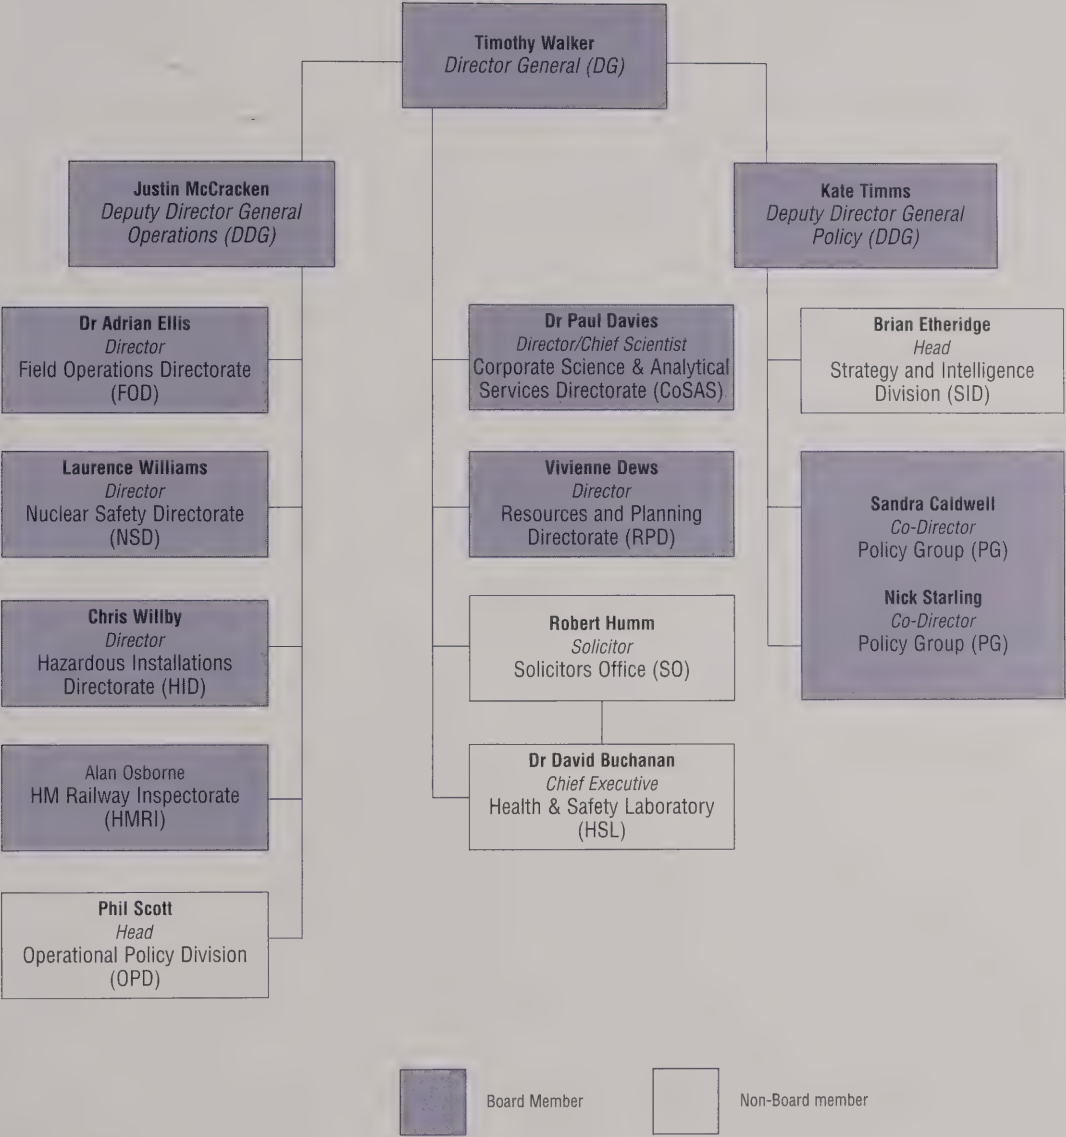 Timothy Walker
Director General (DG)
Justin McCracken
Deputy Director General
Operations (DDG)
Kate Timms
Deputy Director General
Policy (DDG)
Dr Adrian Ellis
Director
Field Operations Directorate
(FOD)
Laurence Williams
Director
Nuclear Safety Directorate
(NSD)
Chris Willby
Director
Hazardous Installations
Directorate (HID)
Alan Osborne
HM Railway Inspectorate
(HMRI)
Phil Scott
Head
Operational Policy Division
(OPD)
Dr Paul Davies
Director/Chief Scientist
Corporate Science & Analytical
Services Directorate (CoSAS)
Vivienne Dews
Director
Resources and Planning
Directorate (RPD)
Robert Humm
Solicitor
Solicitors Office (SO)
Dr David Buchanan
Chief Executive
Health & Safety Laboratory
(HSL)
Brian Etheridge
Head
Strategy and Intelligence
Division (SID)
Sandra Caldwell
Co-Director
Policy Group (PG)
Nick Starling
Co-Director
Policy Group (PG)
Board Member
Non-Board member